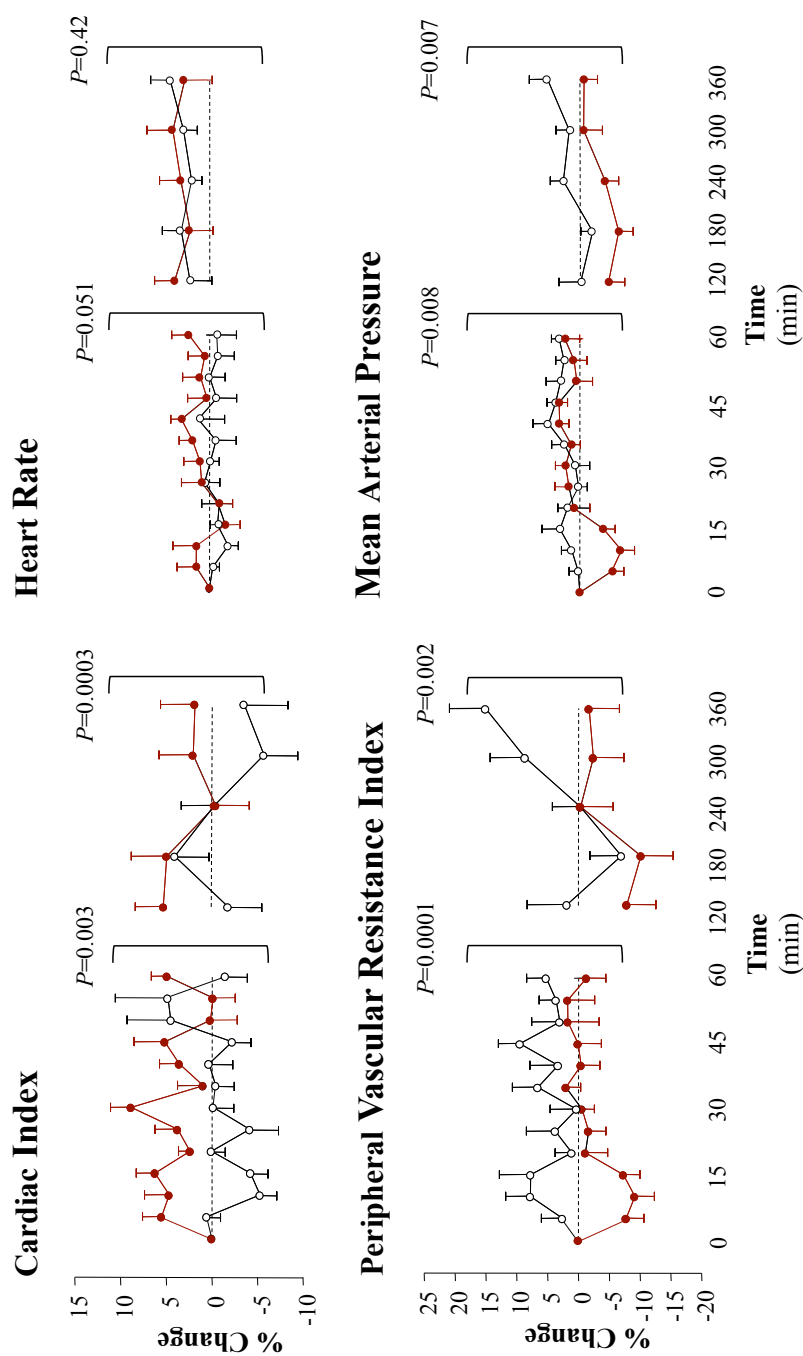 Cardiac Index
Heart Rate
P=0.003
P=0.0003
P=0.051
P=0.42
15
10
5
0
-5
-10
% Change
Peripheral Vascular Resistance Index
Mean Arterial Pressure
P=0.0001
P=0.002
P=0.008
P=0.007
25
20
15
10
5
0
-5
-10
-15
-20
% Change
0 15 30 45 60 120 180 240 300 360
0 15 30 45 60 120 180 240 300 360
Time
(min)
Time
(min)